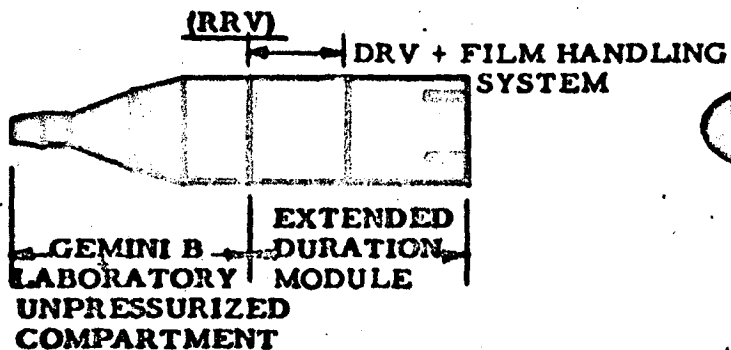 (RRV)
DRV + FILM HANDLING
SYSTEM
EXTENDED
GEMINI B DURATION
LABORATORY MODULE
UNPRESSURIZED
COMPARTMENT